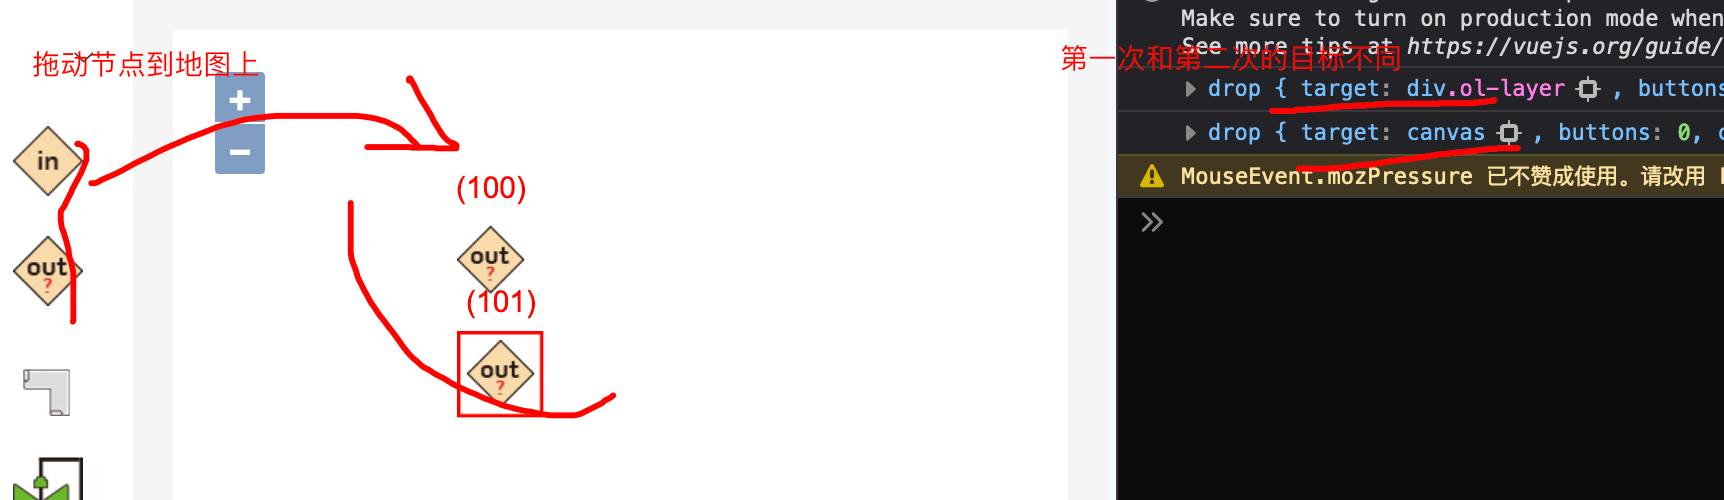 拖动节点到地图上
+
−
in
out
?
(100)
out
?
(101)
out
?
Make sure to turn on production mode when
See more tips at https://vuejs.org/guide/
第一次和第二次的目标不同
drop { target: div.ol-layer , buttons
drop { target: canvas , buttons: 0,
MouseEvent.mozPressure 已不赞成使用。请改用